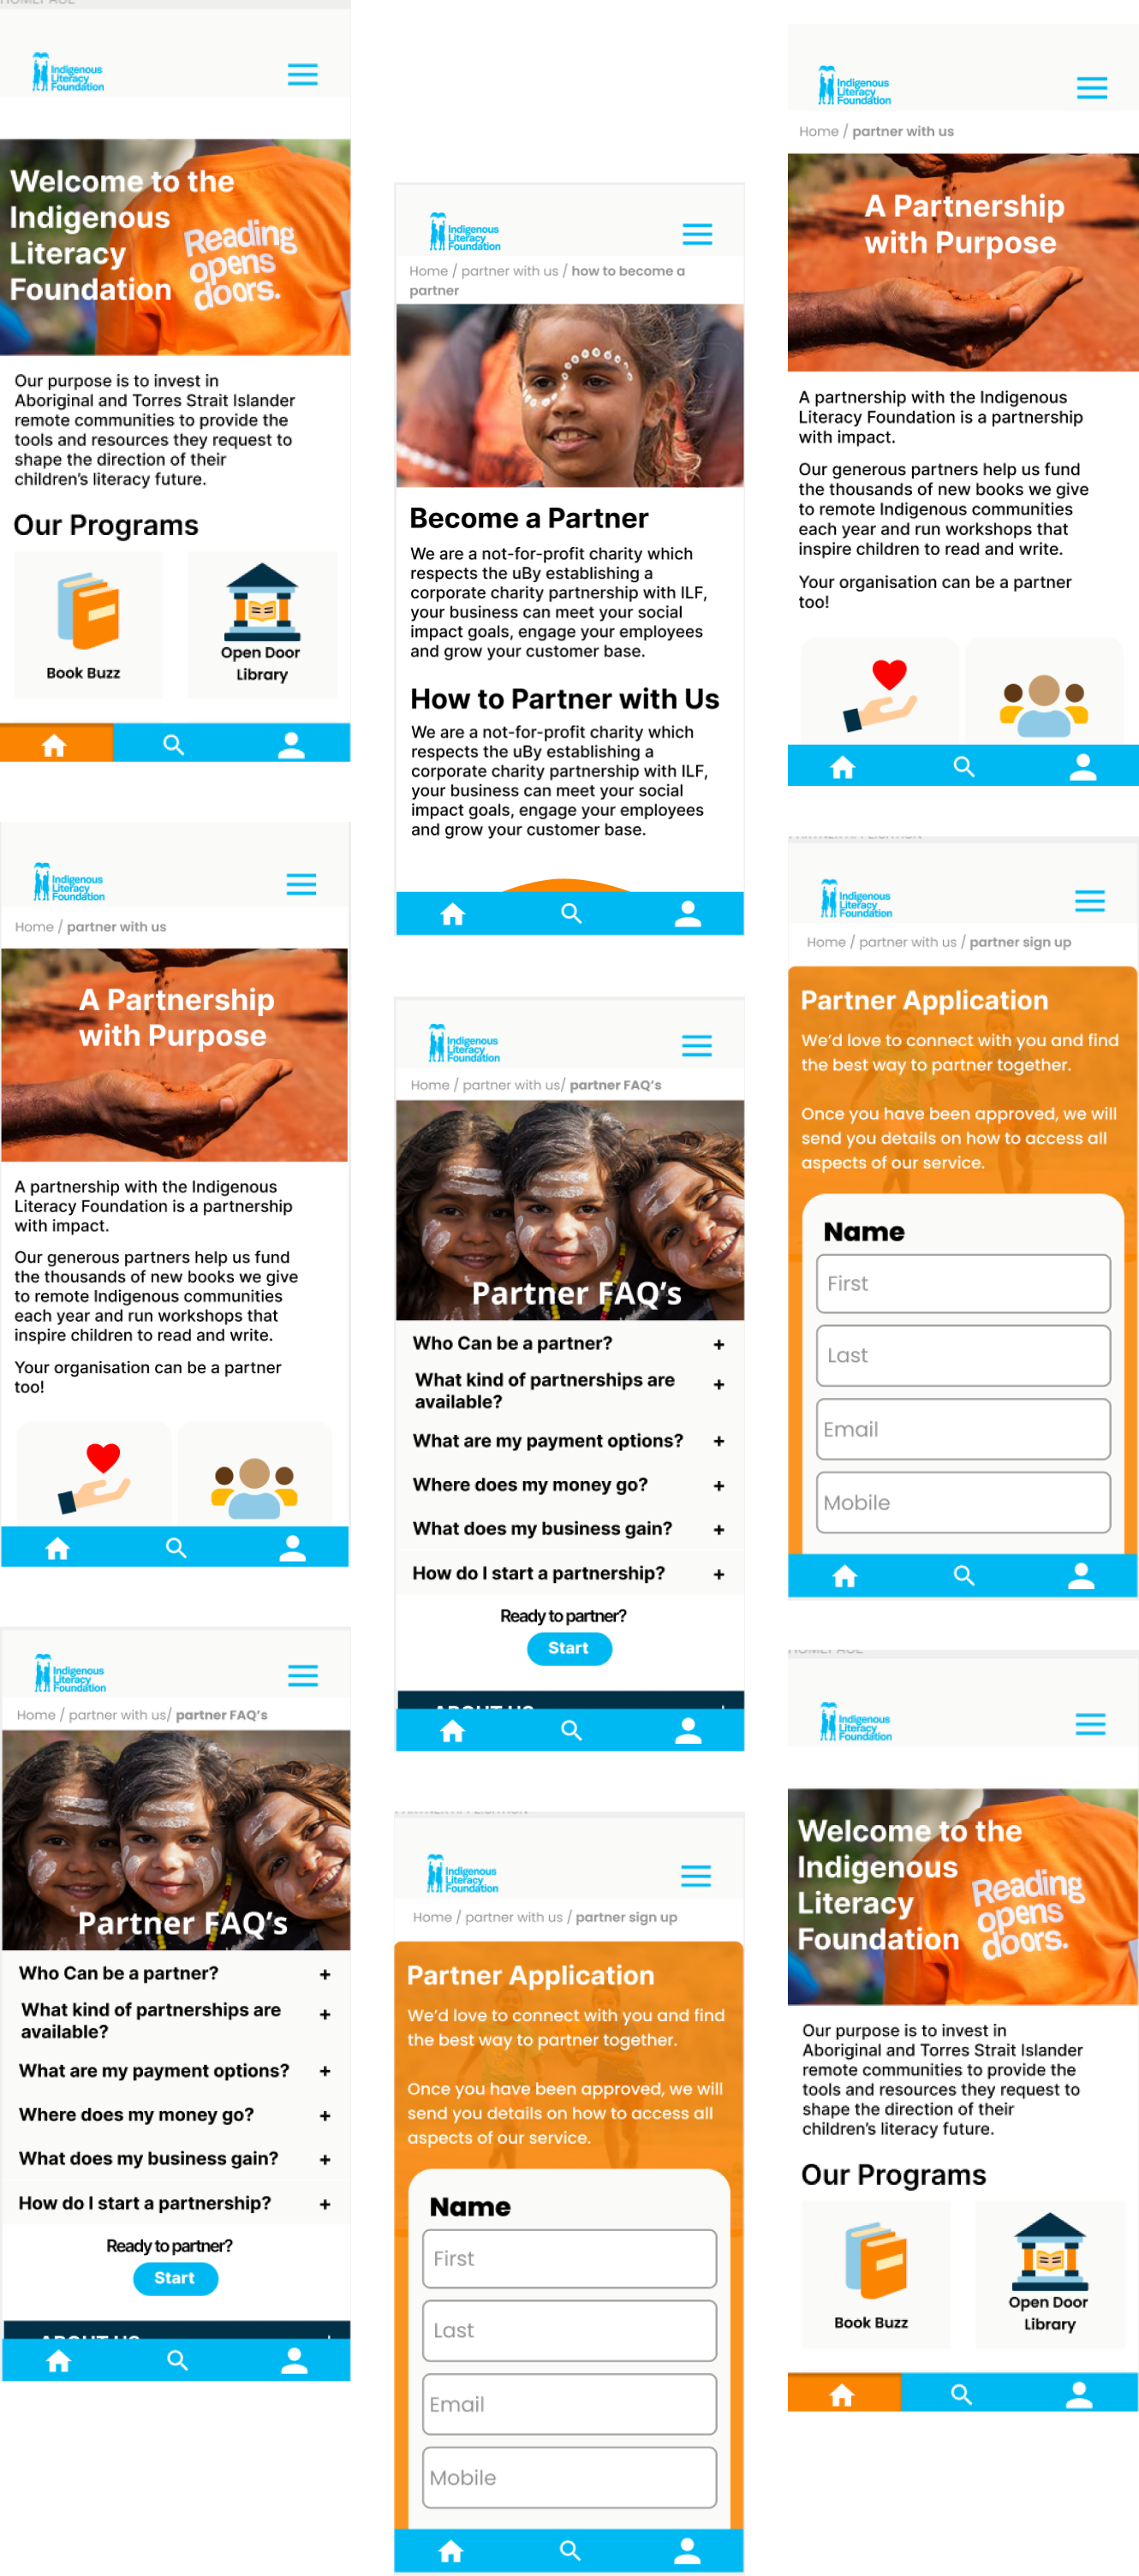 HOMEPAGE
Indigenous
Literacy
Foundation
Welcome to the
Indigenous
Literacy
Foundation
Reading
opens
doors.
Our purpose is to invest in
Aboriginal and Torres Strait Islander
remote communities to provide the
tools and resources they request to
shape the direction of their
children's literacy future.
Our Programs
Book Buzz
Open Door
Library
Indigenous
Literacy
Foundation
Home / partner with us
A Partnership
with Purpose
A partnership with the Indigenous
Literacy Foundation is a partnership
with impact.
Our generous partners help us fund
the thousands of new books we give
to remote Indigenous communities
each year and run workshops that
inspire children to read and write.
Your organisation can be a partner
too!
Indigenous
Literacy
Foundation
Home / partner with us/ partner FAQ's
Partner FAQ's
Who Can be a partner? +
What kind of partnerships are +
available?
What are my payment options? +
Where does my money go? +
What does my business gain? +
How do I start a partnership? +
Ready to partner?
Start
ABOUT US
Indigenous
Literacy
Foundation
Home / partner with us / how to become a
partner
Become a Partner
We are a not-for-profit charity which
respects the uBy establishing a
corporate charity partnership with ILF,
your business can meet your social
impact goals, engage your employees
and grow your customer base.
How to Partner with Us
We are a not-for-profit charity which
respects the uBy establishing a
corporate charity partnership with ILF,
your business can meet your social
impact goals, engage your employees
and grow your customer base.
Indigenous
Literacy
Foundation
Home / partner with us/ partner FAQ's
Partner FAQ's
Who Can be a partner? +
What kind of partnerships are +
available?
What are my payment options? +
Where does my money go? +
What does my business gain? +
How do I start a partnership? +
Ready to partner?
Start
ABOUT US
PARTNER APPLICATION
Indigenous
Literacy
Foundation
Home / partner with us / partner sign up
Partner Application
We'd love to connect with you and find
the best way to partner together.
Once you have been approved, we will
send you details on how to access all
aspects of our service.
Name
First
Last
Email
Mobile
Indigenous
Literacy
Foundation
Home / partner with us
A Partnership
with Purpose
A partnership with the Indigenous
Literacy Foundation is a partnership
with impact.
Our generous partners help us fund
the thousands of new books we give
to remote Indigenous communities
each year and run workshops that
inspire children to read and write.
Your organisation can be a partner
too!
PARTNER APPLICATION
Indigenous
Literacy
Foundation
Home / partner with us / partner sign up
Partner Application
We'd love to connect with you and find
the best way to partner together.
Once you have been approved, we will
send you details on how to access all
aspects of our service.
Name
First
Last
Email
Mobile
HOMEPAGE
Indigenous
Literacy
Foundation
Welcome to the
Indigenous
Literacy
Foundation
Reading
opens
doors.
Our purpose is to invest in
Aboriginal and Torres Strait Islander
remote communities to provide the
tools and resources they request to
shape the direction of their
children's literacy future.
Our Programs
Book Buzz
Open Door
Library